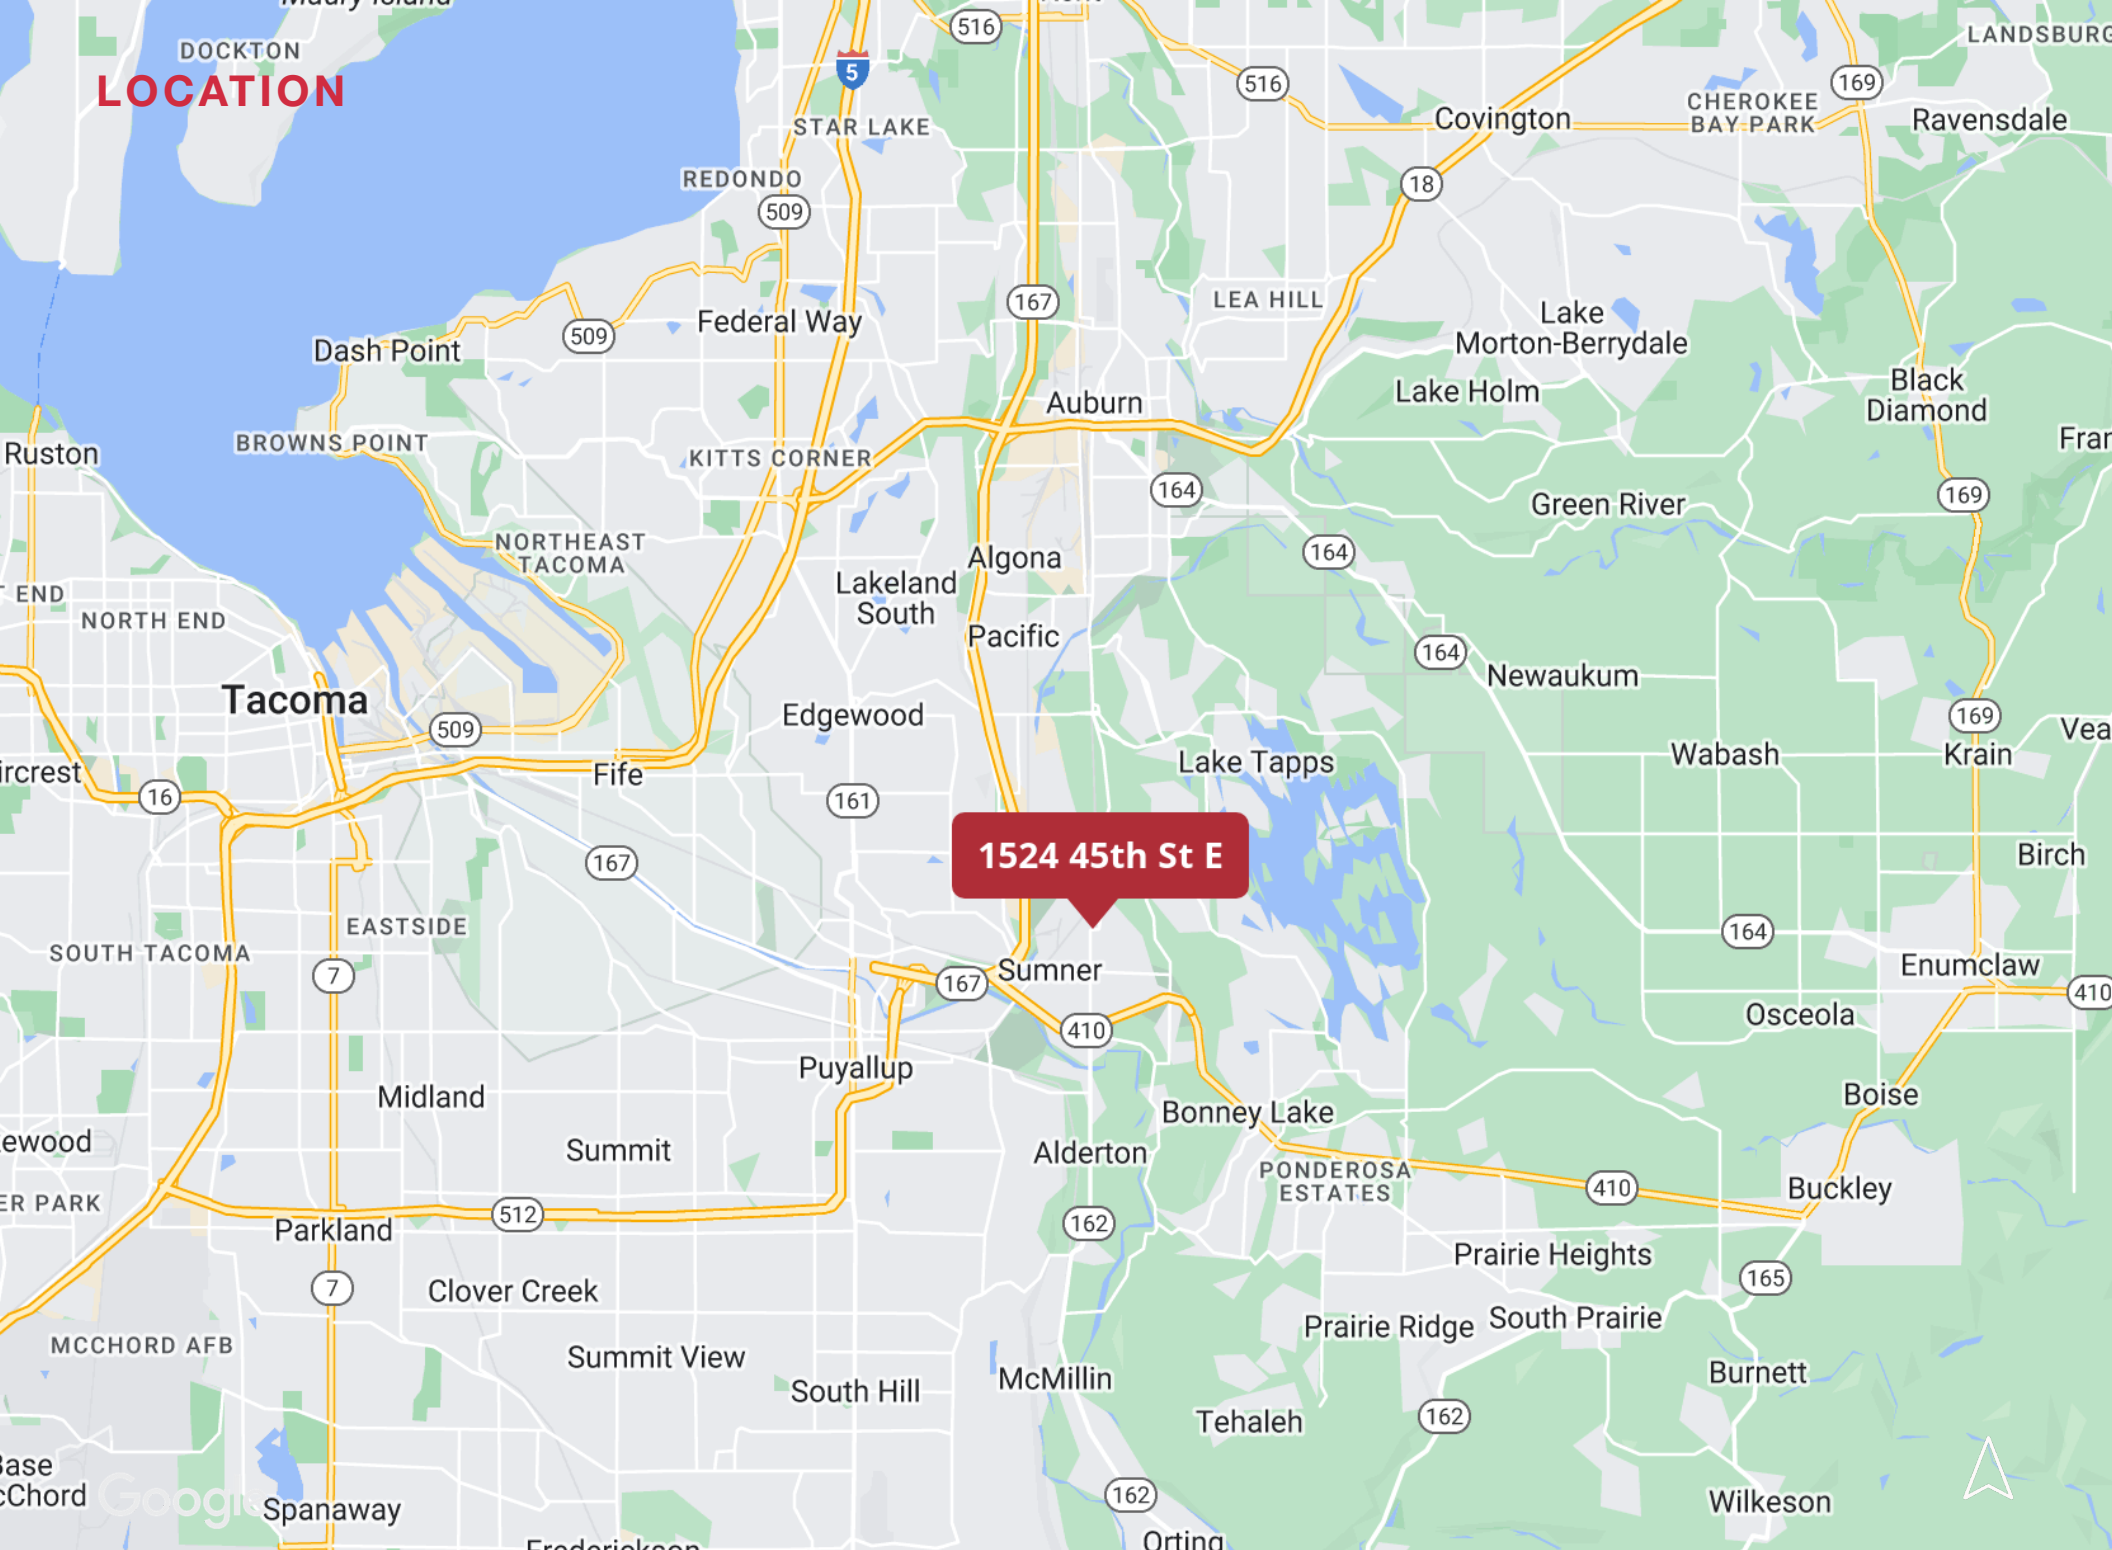 DOCKTON
LOCATION
516
5
516
169
LANDSBURG
CHEROKEE
BAY PARK
Covington
Ravensdale
STAR LAKE
REDONDO
18
509
167
LEA HILL
Federal Way
509
Dash Point
Lake
Morton-Berrydale
Lake Holm
Black
Diamond
Auburn
BROWNS POINT
Ruston
KITTS CORNER
164
169
Green River
NORTHEAST
TACOMA
Algona
164
Lakeland
South
END
NORTH END
Pacific
164
Newaukum
Tacoma
509
Edgewood
169
Lake Tapps
Wabash
Krain
Fife
ircrest
16
161
167
1524 45th St E
Birch
EASTSIDE
SOUTH TACOMA
164
7
167
Sumner
Enumclaw
410
Osceola
410
Puyallup
Midland
Bonney Lake
Boise
ewood
Summit
Alderton
PONDEROSA
ESTATES
410
Buckley
ER PARK
512
Parkland
162
Prairie Heights
165
7
Clover Creek
Prairie Ridge
South Prairie
MCCHORD AFB
Summit View
South Hill
McMillin
Burnett
Tehaleh
162
Base
cChord
Google
Spanaway
162
Wilkeson
Orting